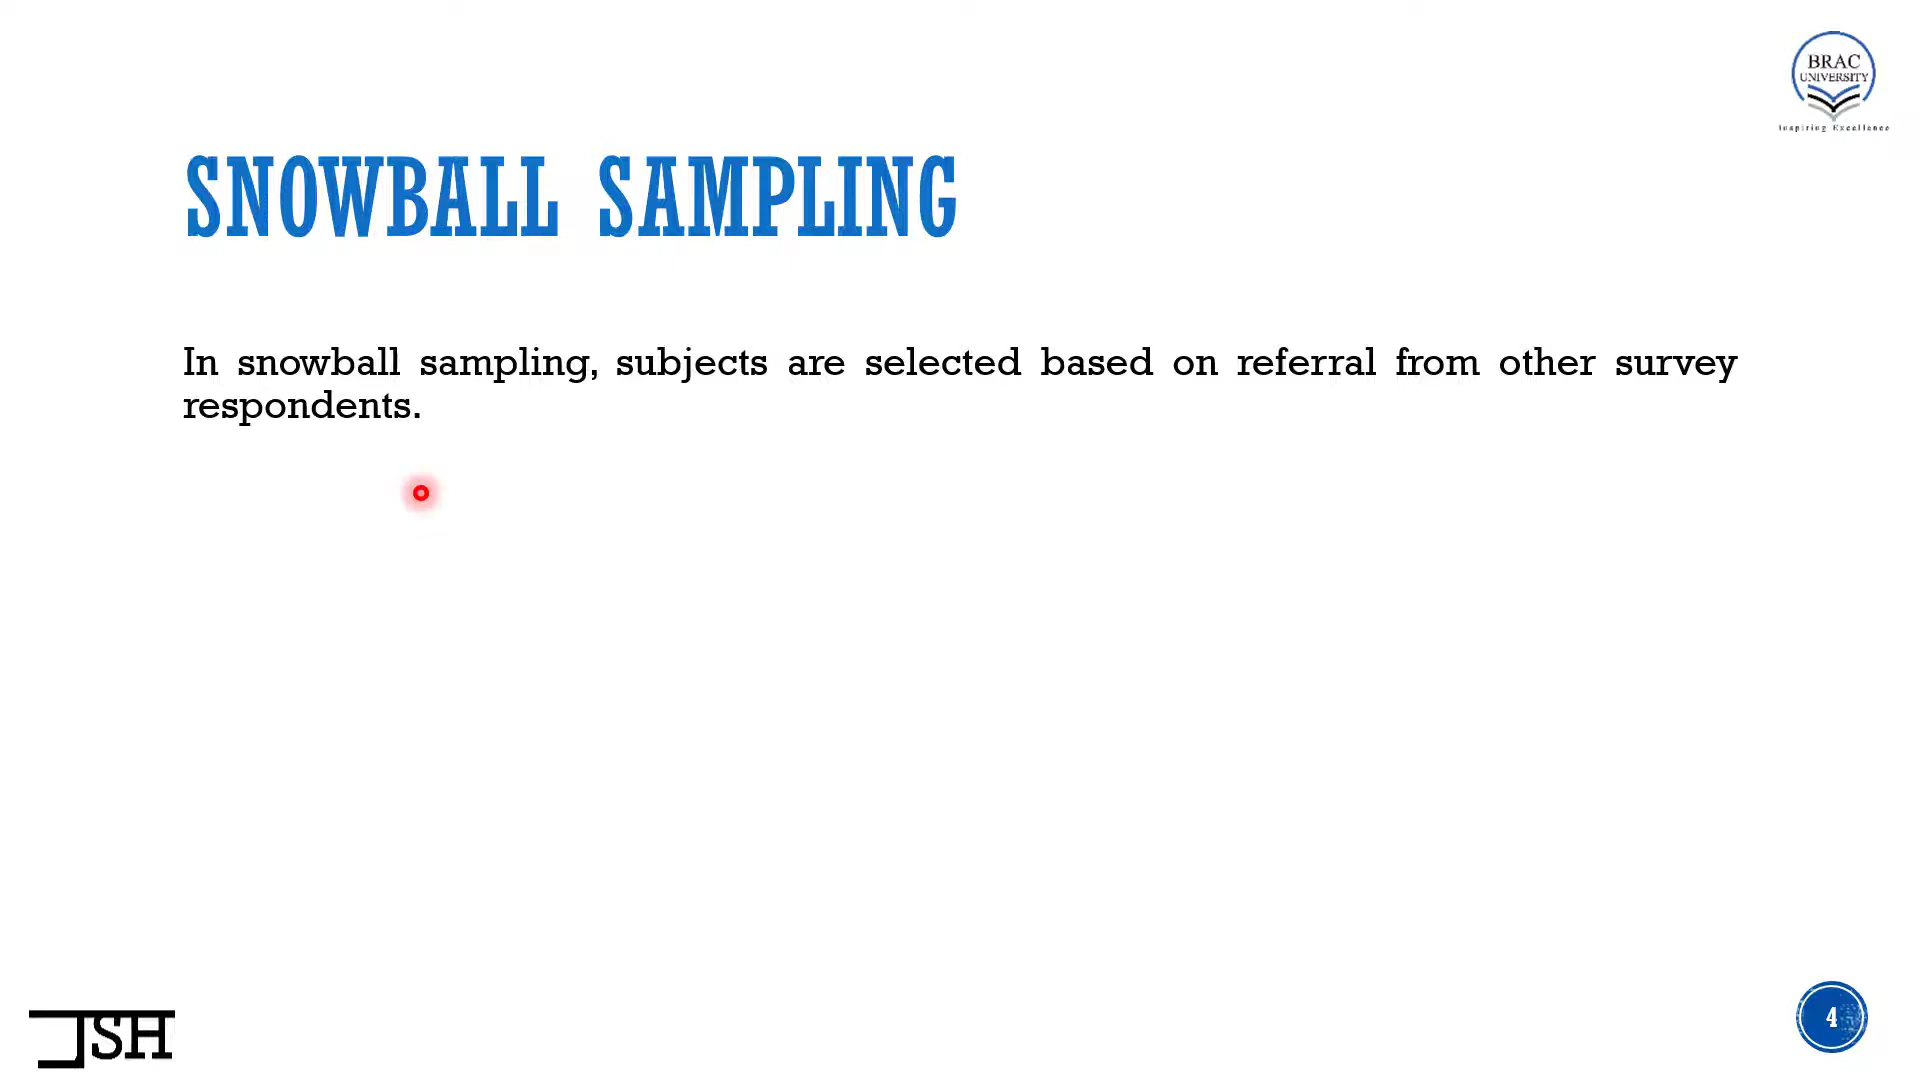 BRAC
UNIVERSITY
Inspiring Excellence
SNOWBALL SAMPLING
In snowball sampling, subjects are selected based on referral from other survey
respondents.
JSH
4